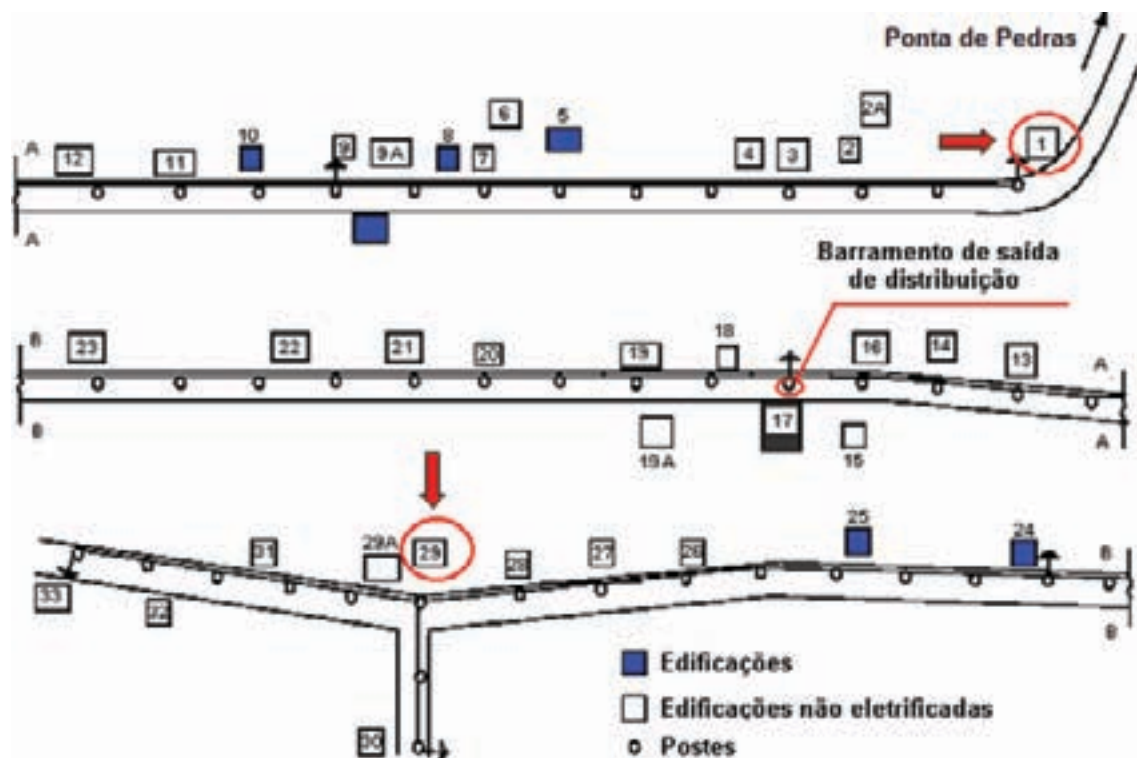 Ponta de Pedras
6
5
2A
10
8
9
12
11
9A
7
4
3
2
1
A
A
Barramento de saída
de distribuição
B
23
22
21
20
19
18
16
14
13
A
B
19A
17
15
A
25
24
29A
29
31
28
27
26
B
33
32
B
Edificações
Edificações não eletrificadas
30
Postes